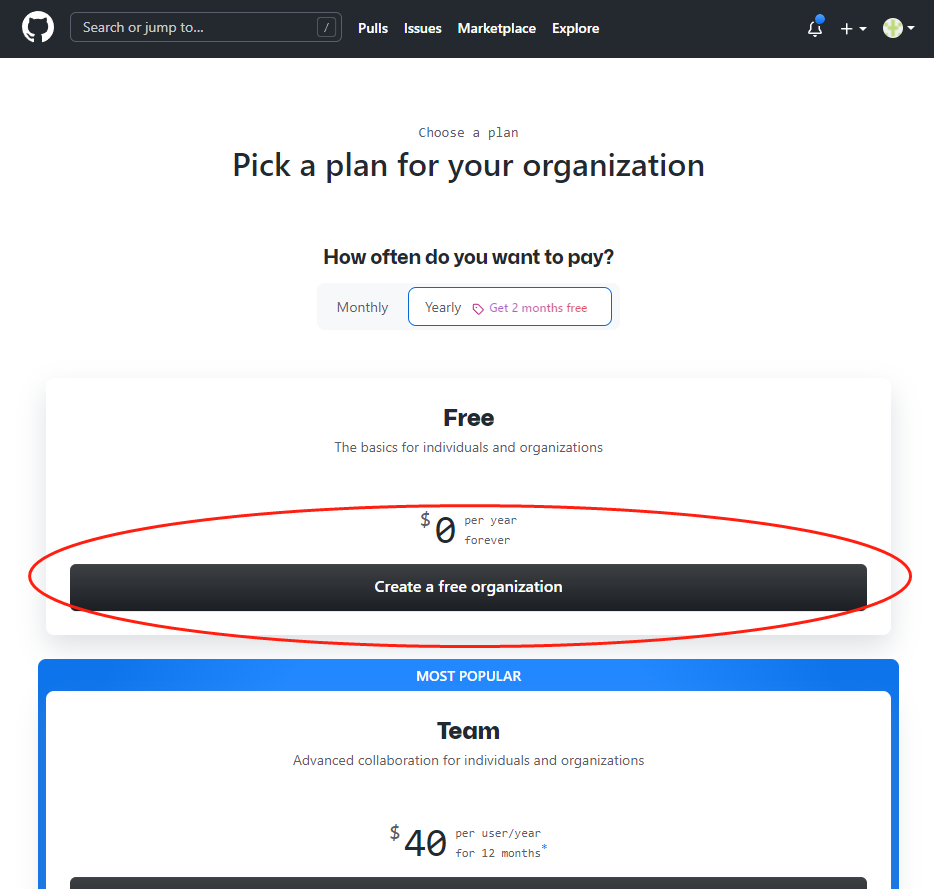 Search or jump to... /
Pulls Issues Marketplace Explore
Choose a plan
Pick a plan for your organization
How often do you want to pay?
Monthly Yearly Get 2 months free
Free
The basics for individuals and organizations
$0 per year
forever
Create a free organization
MOST POPULAR
Team
Advanced collaboration for individuals and organizations
$40 per user/year
for 12 months*